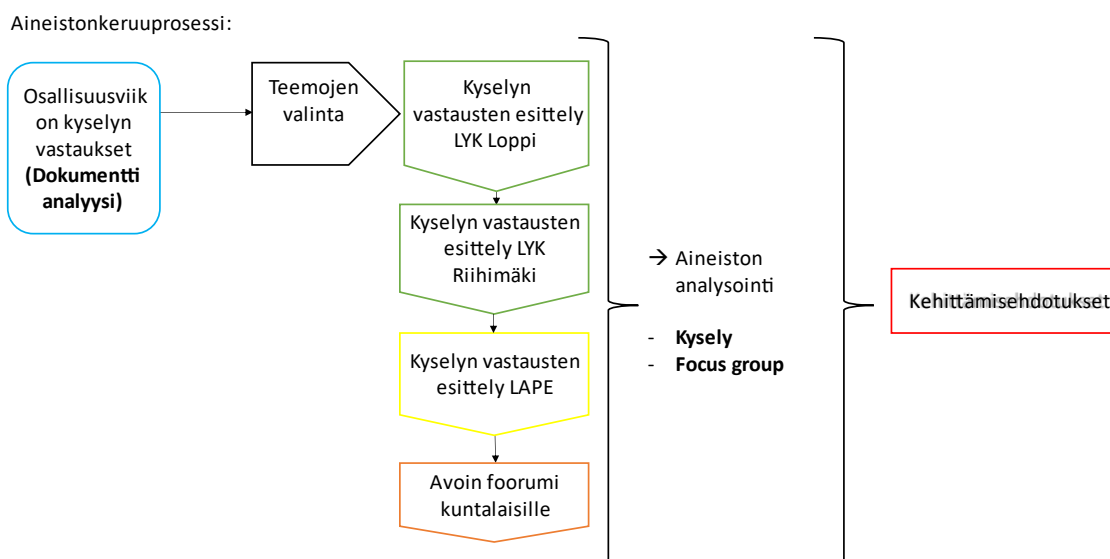 Aineistonkeruuprosessi:
Osallisuusviik
on kyselyn
vastaukset
(Dokumentti
analyysi)
Teemojen
valinta
Kyselyn
vastausten esittely
LYK Loppi
Kyselyn vastausten
esittely LYK
Riihimäki
Kyselyn vastausten
esittely LAPE
Avoin foorumi
kuntalaisille
→ Aineiston
analysointi
- Kysely
- Focus group
Kehittämisehdotukset